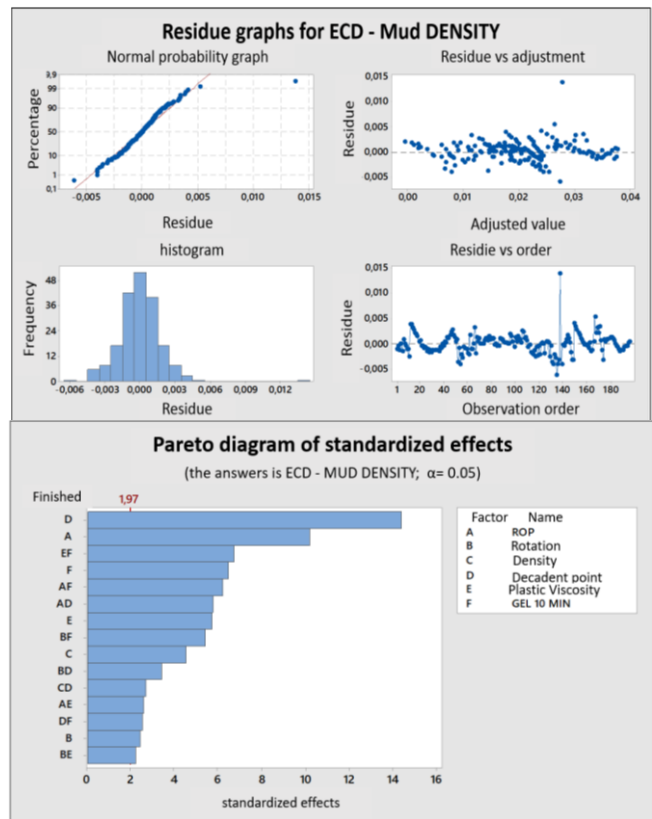 Residue graphs for ECD - Mud DENSITY
Normal probability graph
Percentage
9,9
99
90
50
10
1
0,1
-0,005 0,000 0,005 0,010 0,015
Residue
Residue vs adjustment
Residue
0,015
0,010
0,005
0,000
-0,005
0,00 0,01 0,02 0,03 0,04
Adjusted value
histogram
Frequency
48
36
24
12
0
-0,006 -0,003 0,000 0,003 0,006 0,009 0,012
Residue
Residie vs order
Residue
0,015
0,010
0,005
0,000
-0,005
1 20 40 60 80 100 120 140 160 180
Observation order
Pareto diagram of standardized effects
(the answers is ECD - MUD DENSITY; α= 0.05)
Finished
1,97
D
A
EF
F
AF
AD
E
BF
C
BD
CD
AE
DF
B
BE
0 2 4 6 8 10 12 14 16
standardized effects
Factor Name
A ROP
B Rotation
C Density
D Decadent point
E Plastic Viscosity
F GEL 10 MIN